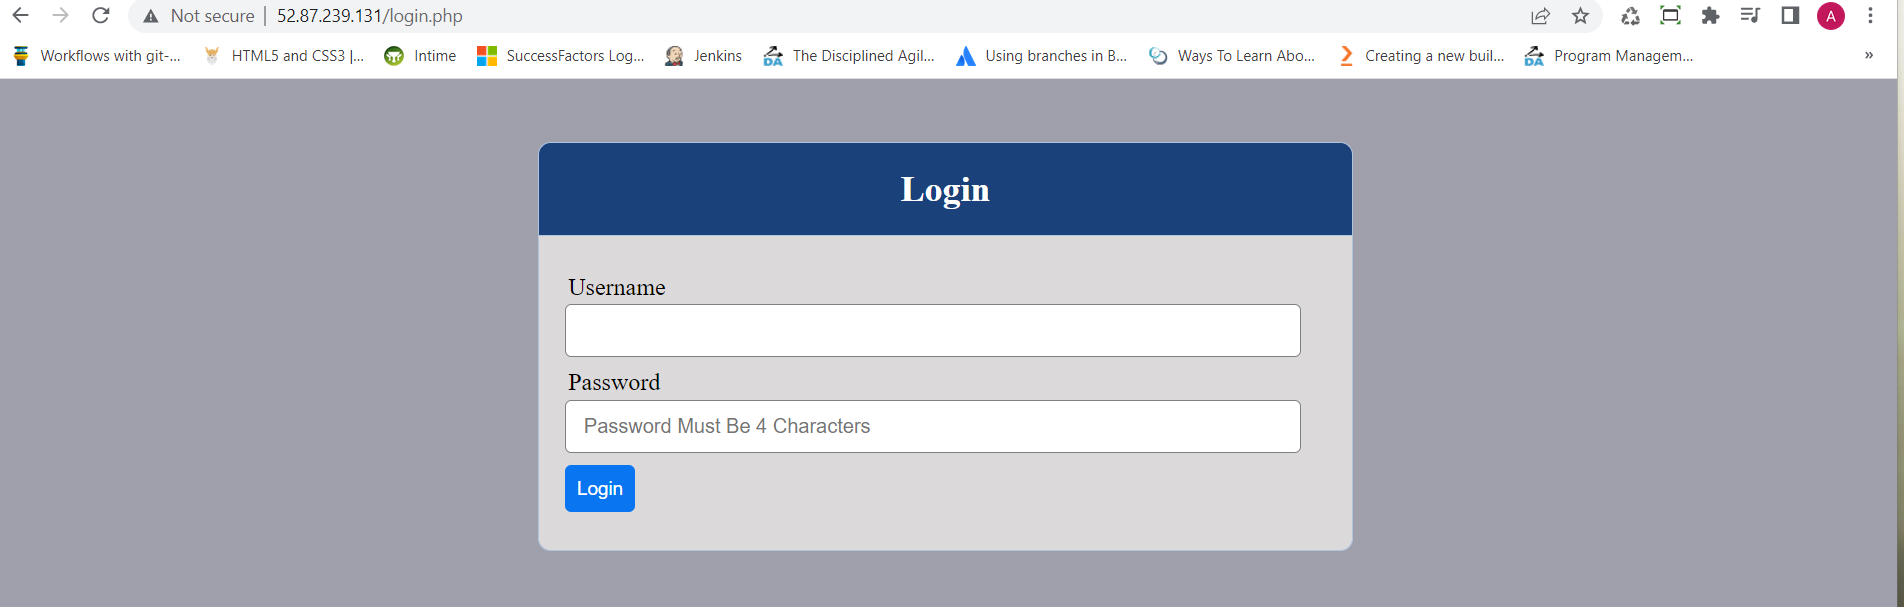 Not secure | 52.87.239.131/login.php
A
Workflows with git-... HTML5 and CSS3 |... Intime SuccessFactors Log... Jenkins DA The Disciplined Agil... Using branches in B... Ways To Learn Abo... Creating a new buil... DA Program Managem... »
Login
Username
Password
Password Must Be 4 Characters
Login